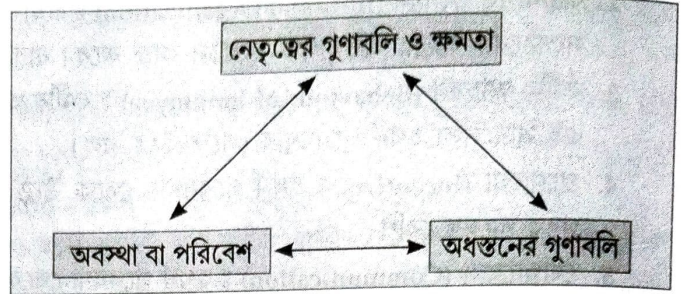 নেতৃত্বের গুণাবলি ও ক্ষমতা
অবস্থা বা পরিবেশ
অধস্তনের গুণাবলি